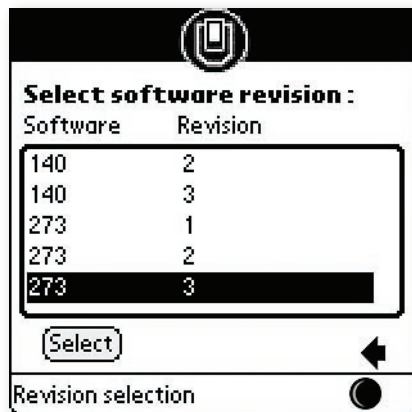 Select software revision :
Software Revision
140 2
140 3
273 1
273 2
273 3
Select
Revision selection